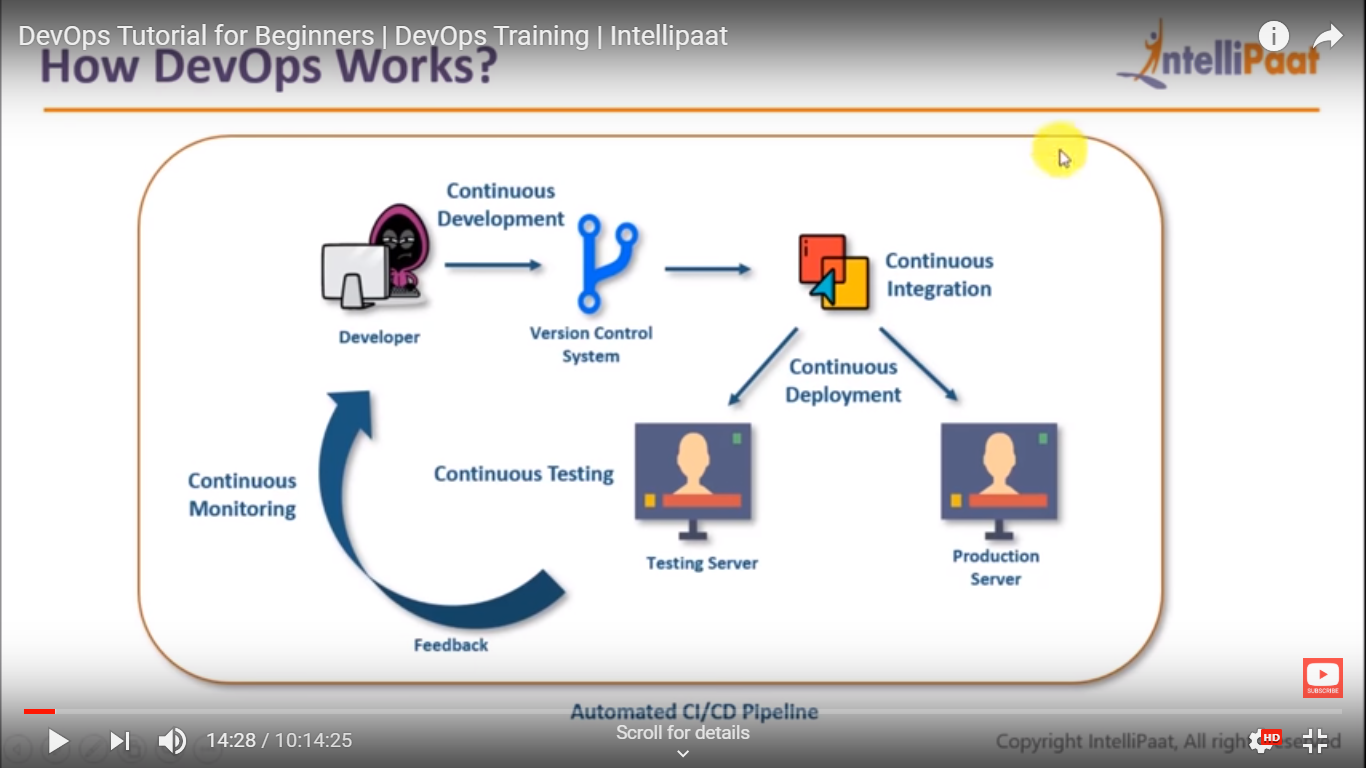 DevOps Tutorial for Beginners | DevOps Training | Intellipaat
How DevOps Works?
IntelliPaat
Continuous
Development
Developer
Version Control
System
Continuous
Integration
Continuous
Deployment
Continuous
Monitoring
Continuous Testing
Testing Server
Production
Server
Feedback
SUBSCRIBE
Automated CI/CD Pipeline
14:28 / 10:14:25
Scroll for details
HD
Copyright IntelliPaat, All